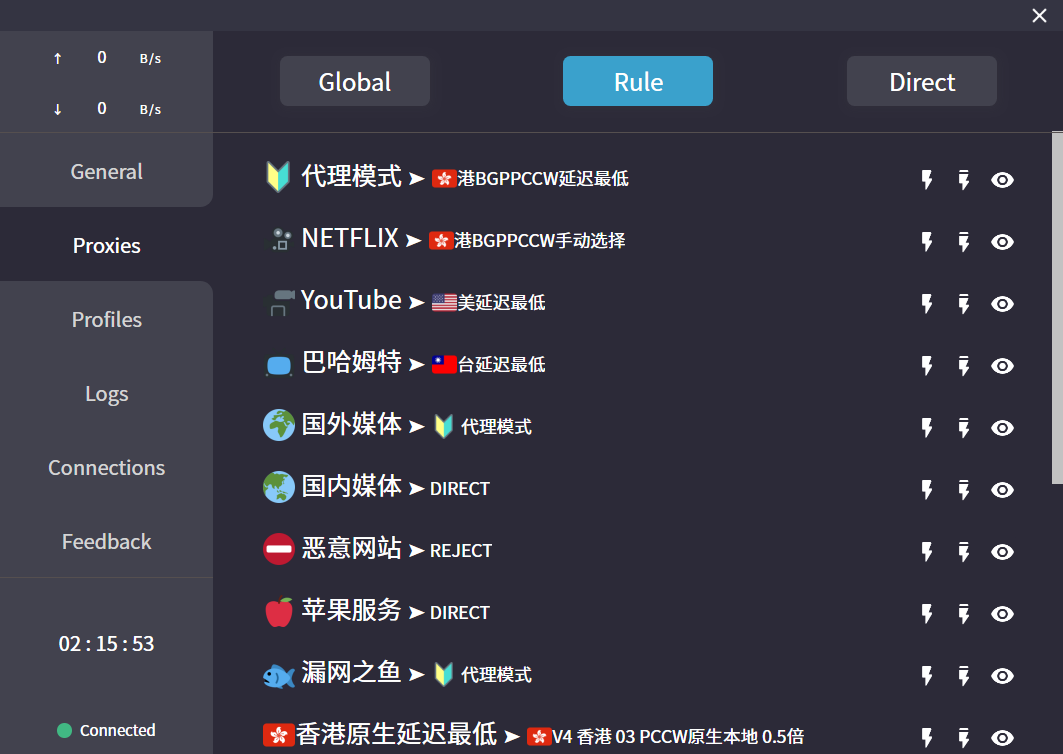 ↑ 0 B/s
↓ 0 B/s
General
Proxies
Profiles
Logs
Connections
Feedback
02 : 15 : 53
Connected
Global Rule Direct
代理模式 ➤ 港BGPPCCW延迟最低
NETFLIX ➤ 港BGPPCCW手动选择
YouTube ➤ 美延迟最低
巴哈姆特 ➤ 台延迟最低
国外媒体 ➤ 代理模式
国内媒体 ➤ DIRECT
恶意网站 ➤ REJECT
苹果服务 ➤ DIRECT
漏网之鱼 ➤ 代理模式
香港原生延迟最低 ➤ V4 香港 03 PCCW原生本地 0.5倍